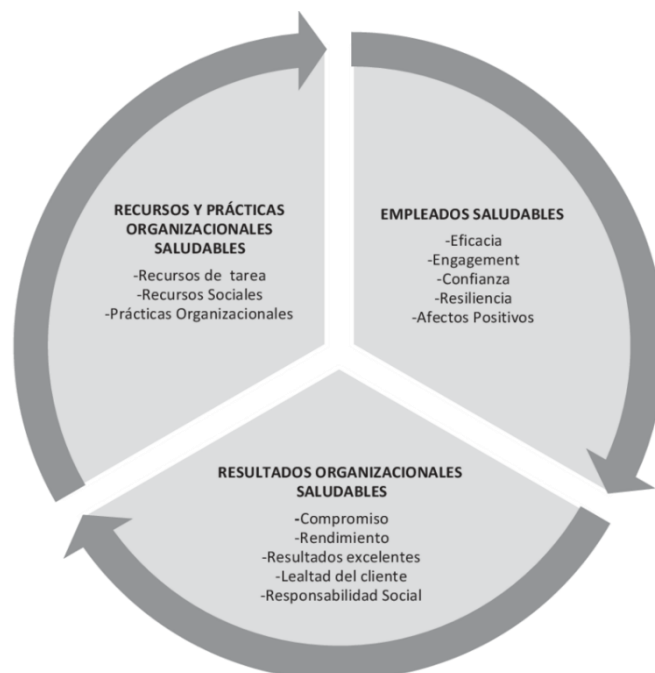 RECURSOS Y PRÁCTICAS
ORGANIZACIONALES
SALUDABLES
-Recursos de tarea
-Recursos Sociales
-Prácticas Organizacionales
EMPLEADOS SALUDABLES
-Eficacia
-Engagement
-Confianza
-Resiliencia
-Afectos Positivos
RESULTADOS ORGANIZACIONALES
SALUDABLES
-Compromiso
-Rendimiento
-Resultados excelentes
-Lealtad del cliente
-Responsabilidad Social